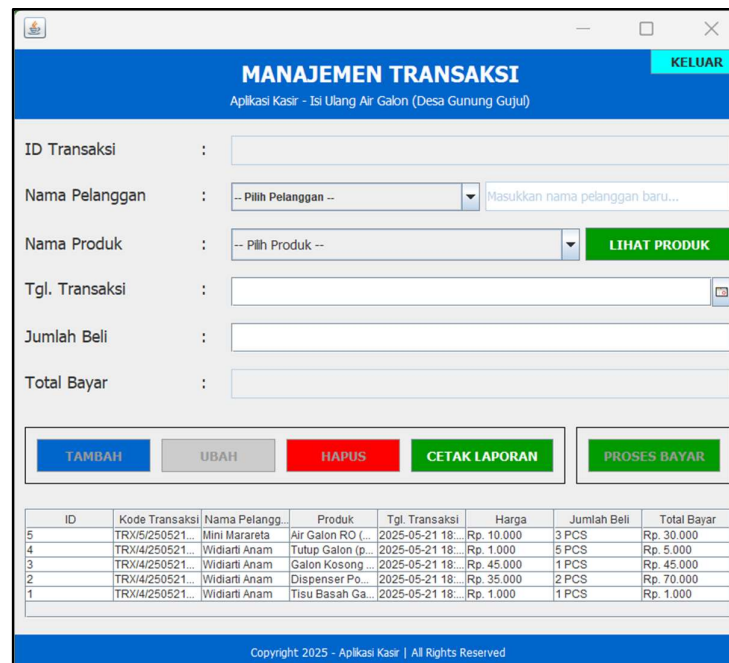 KELUAR
MANAJEMEN TRANSAKSI
Aplikasi Kasir - Isi Ulang Air Galon (Desa Gunung Gujul)
ID Transaksi :
Nama Pelanggan : -- Pilih Pelanggan -- Masukkan nama pelanggan baru...
Nama Produk : -- Pilih Produk -- LIHAT PRODUK
Tgl. Transaksi :
Jumlah Beli :
Total Bayar :
TAMBAH UBAH HAPUS CETAK LAPORAN PROSES BAYAR
ID Kode Transaksi Nama Pelangg... Produk Tgl. Transaksi Harga Jumlah Beli Total Bayar
5 TRX/5/250521... Mini Marareta Air Galon RO (... 2025-05-21 18:... Rp. 10.000 3 PCS Rp. 30.000
4 TRX/4/250521... Widiarti Anam Tutup Galon (p... 2025-05-21 18:... Rp. 1.000 5 PCS Rp. 5.000
3 TRX/4/250521... Widiarti Anam Galon Kosong ... 2025-05-21 18:... Rp. 45.000 1 PCS Rp. 45.000
2 TRX/4/250521... Widiarti Anam Dispenser Po... 2025-05-21 18:... Rp. 35.000 2 PCS Rp. 70.000
1 TRX/4/250521... Widiarti Anam Tisu Basah Ga... 2025-05-21 18:... Rp. 1.000 1 PCS Rp. 1.000
Copyright 2025 - Aplikasi Kasir | All Rights Reserved